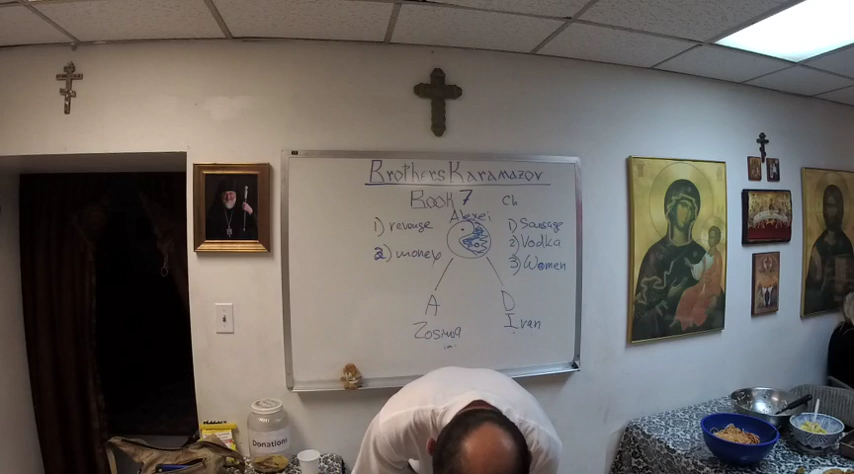 Brothers Karamazov
Book 7 Ch
Alexei
1) revenge
2) money
1) Sausage
2) Vodka
3) Women
A
Zosima
D
Ivan
Donations